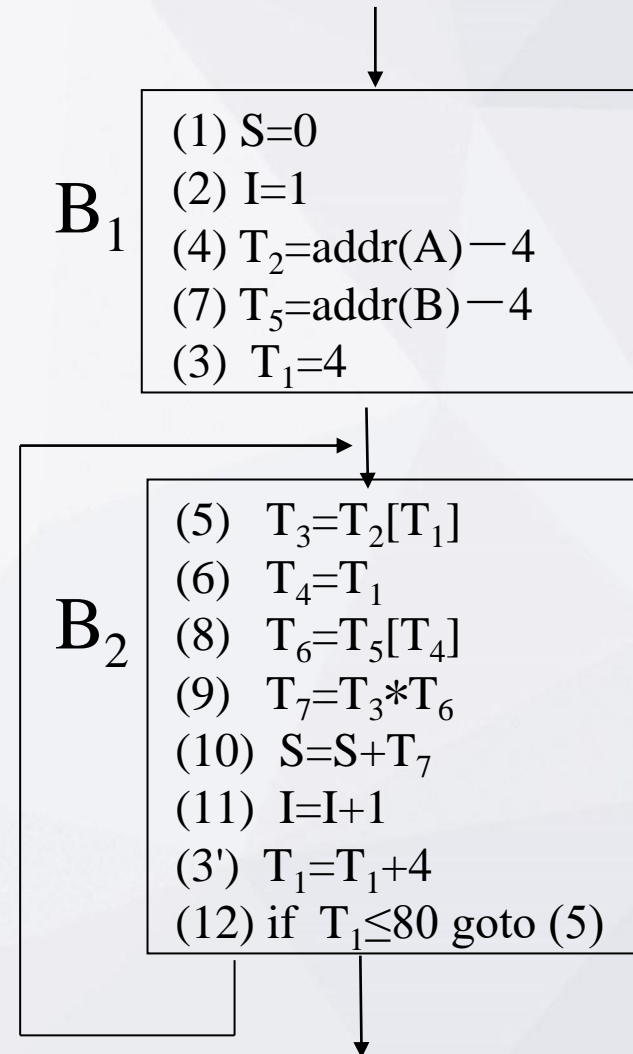 B₁
(1) S=0
(2) I=1
(4) T₂=addr(A)－4
(7) T₅=addr(B)－4
(3) T₁=4
B₂
(5) T₃=T₂[T₁]
(6) T₄=T₁
(8) T₆=T₅[T₄]
(9) T₇=T₃*T₆
(10) S=S+T₇
(11) I=I+1
(3') T₁=T₁+4
(12) if T₁≤80 goto (5)